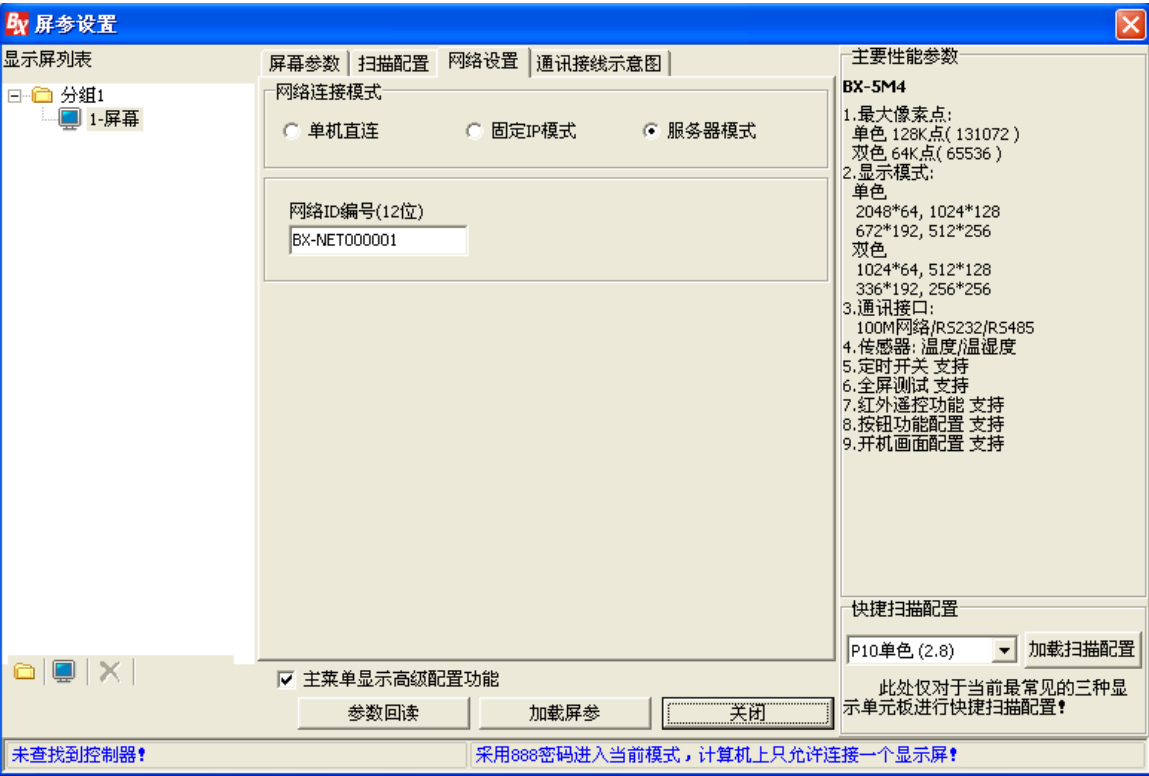 BX 屏参设置
显示屏列表
分组1
1-屏幕
屏幕参数
扫描配置
网络设置
通讯接线示意图
网络连接模式
单机直连
固定IP模式
服务器模式
网络ID编号(12位)
BX-NET000001
主菜单显示高级配置功能
参数回读
加载屏参
关闭
主要性能参数
BX-5M4
1.最大像素点:
单色 128K点( 131072 )
双色 64K点( 65536 )
2.显示模式:
单色
2048*64, 1024*128
672*192, 512*256
双色
1024*64, 512*128
336*192, 256*256
3.通讯接口:
100M网络/RS232/RS485
4.传感器: 温度/温湿度
5.定时开关 支持
6.全屏测试 支持
7.红外遥控功能 支持
8.按钮功能配置 支持
9.开机画面配置 支持
快捷扫描配置
P10单色 (2.8)
加载扫描配置
此处仅对于当前最常见的三种显
示单元板进行快捷扫描配置!
未查找到控制器!
采用888密码进入当前模式，计算机上只允许连接一个显示屏!